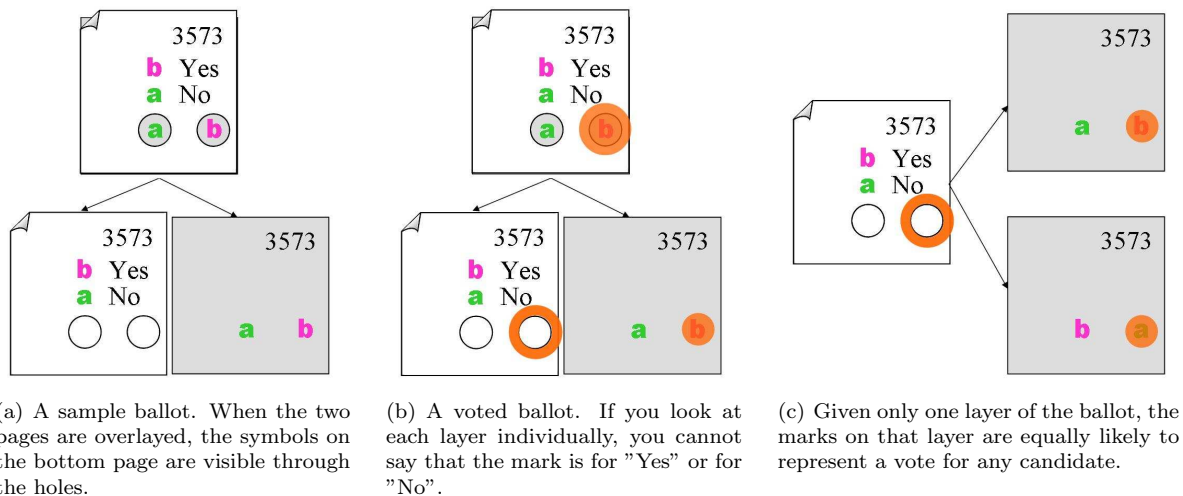 3573
b Yes
a No
a b
3573
b Yes
a No
3573
a b
3573
b Yes
a No
a b
3573
b Yes
a No
3573
a b
3573
b Yes
a No
3573
a b
3573
b a
(a) A sample ballot. When the two
pages are overlayed, the symbols on
the bottom page are visible through
the holes.
(b) A voted ballot. If you look at
each layer individually, you cannot
say that the mark is for ”Yes” or for
”No”.
(c) Given only one layer of the ballot, the
marks on that layer are equally likely to
represent a vote for any candidate.